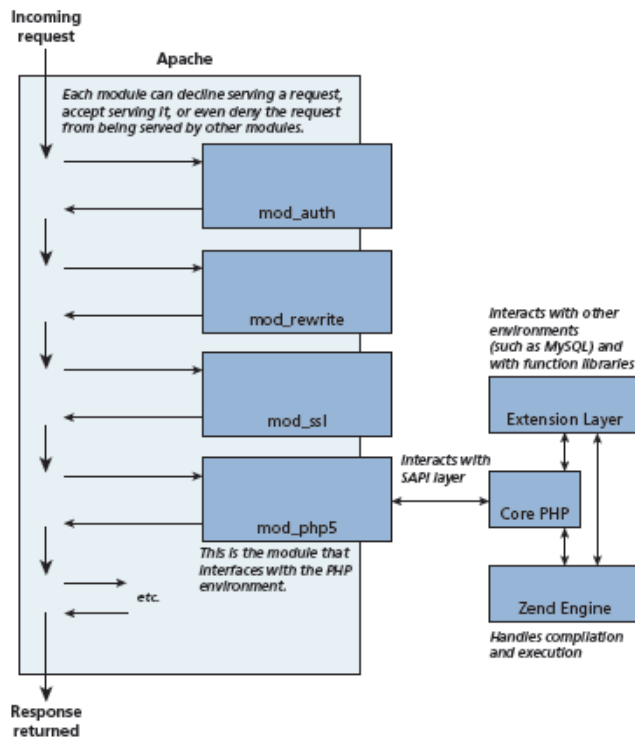 Incoming
request
Apache
Each module can decline serving a request,
accept serving it, or even deny the request
from being served by other modules.
mod_auth
mod_rewrite
Interacts with other
environments
(such as MySQL) and
with function libraries
mod_ssl
Extension Layer
Interacts with
SAPI layer
mod_php5
Core PHP
This is the module that
interfaces with the PHP
environment.
etc.
Zend Engine
Handles compilation
and execution
Response
returned